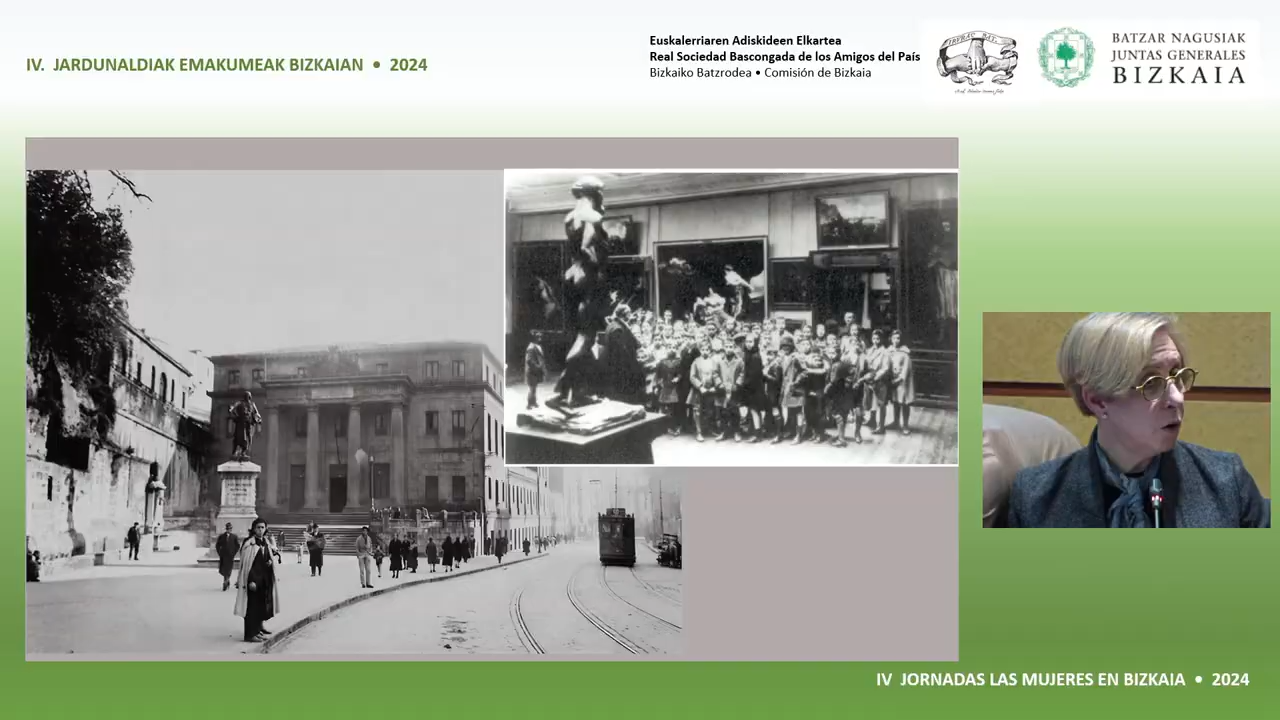 IV. JARDUNALDIAK EMAKUMEAK BIZKAIAN • 2024
Euskalerriaren Adiskideen Elkartea
Real Sociedad Bascongada de los Amigos del País
Bizkaiko Batzrodea • Comisión de Bizkaia
BATZAR NAGUSIAK
JUNTAS GENERALES
BIZKAIA
IV JORNADAS LAS MUJERES EN BIZKAIA • 2024